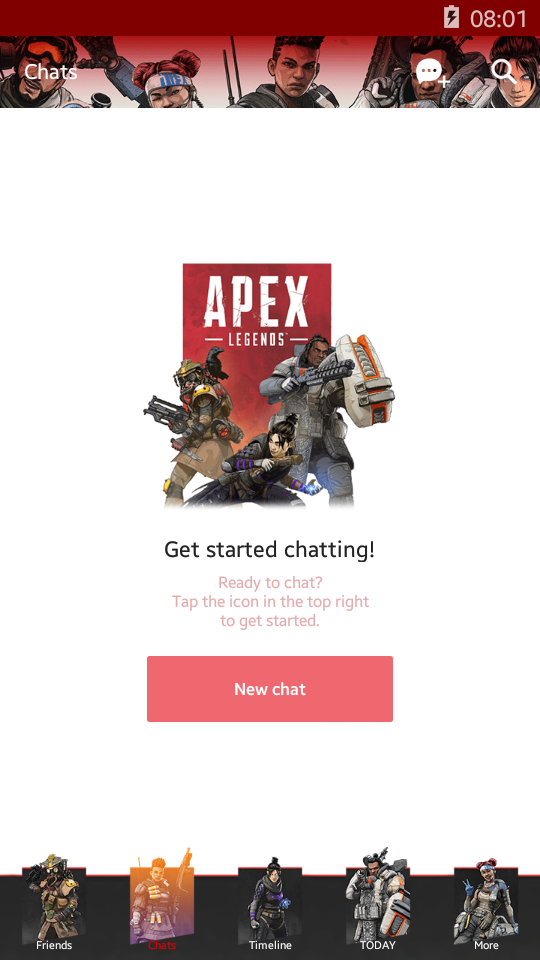 08:01
Chats
APEX
LEGENDS
Get started chatting!
Ready to chat?
Tap the icon in the top right
to get started.
New chat
Friends
Chats
Timeline
TODAY
More